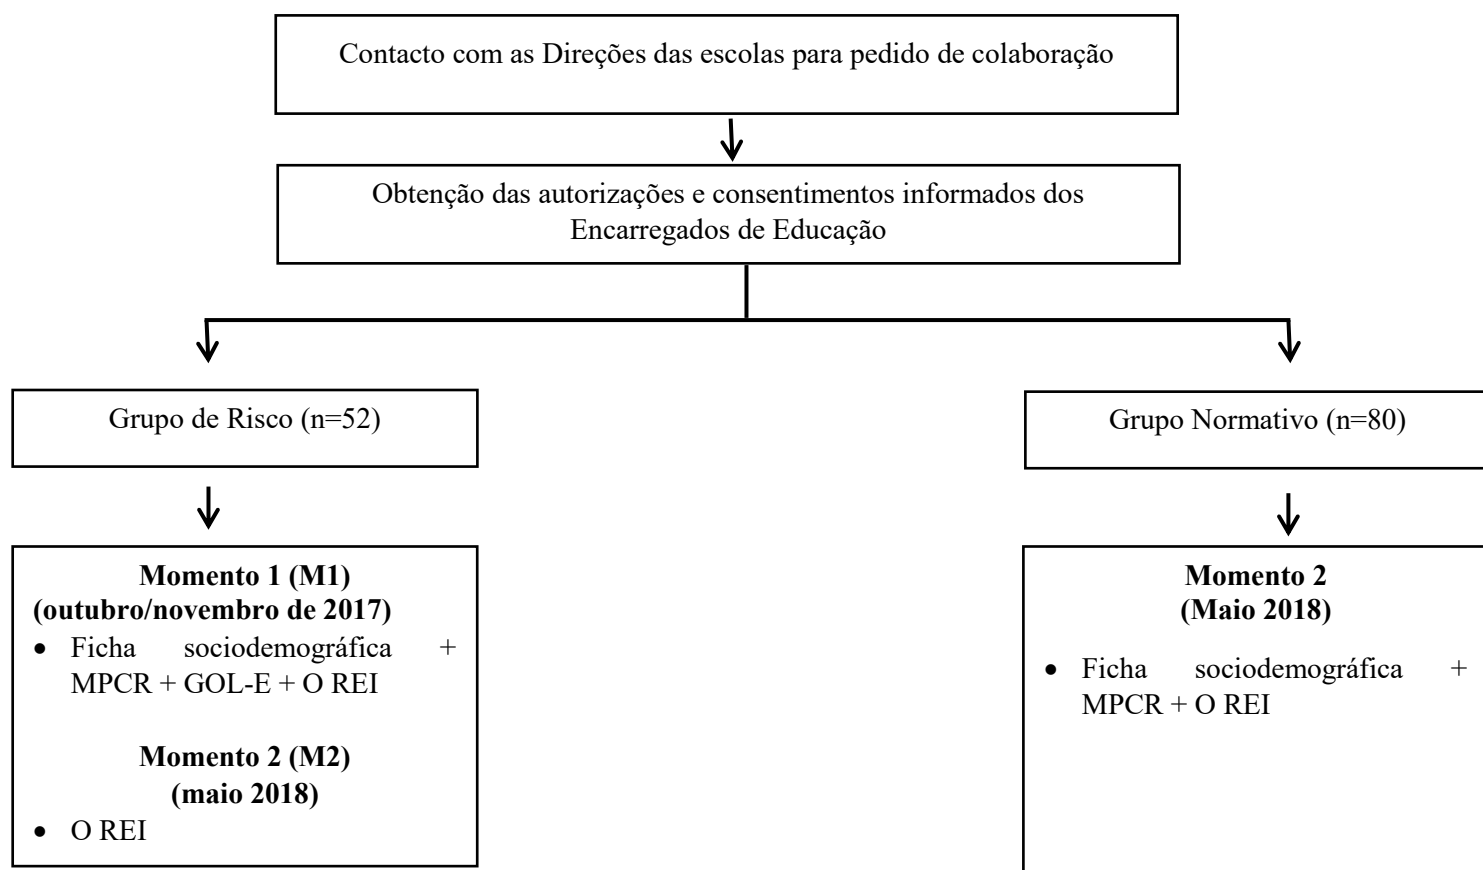 Contacto com as Direções das escolas para pedido de colaboração
Obtenção das autorizações e consentimentos informados dos
Encarregados de Educação
Grupo de Risco (n=52)
Grupo Normativo (n=80)
Momento 1 (M1)
(outubro/novembro de 2017)
• Ficha sociodemográfica +
MPCR + GOL-E + O REI
Momento 2 (M2)
(maio 2018)
• O REI
Momento 2
(Maio 2018)
• Ficha sociodemográfica +
MPCR + O REI